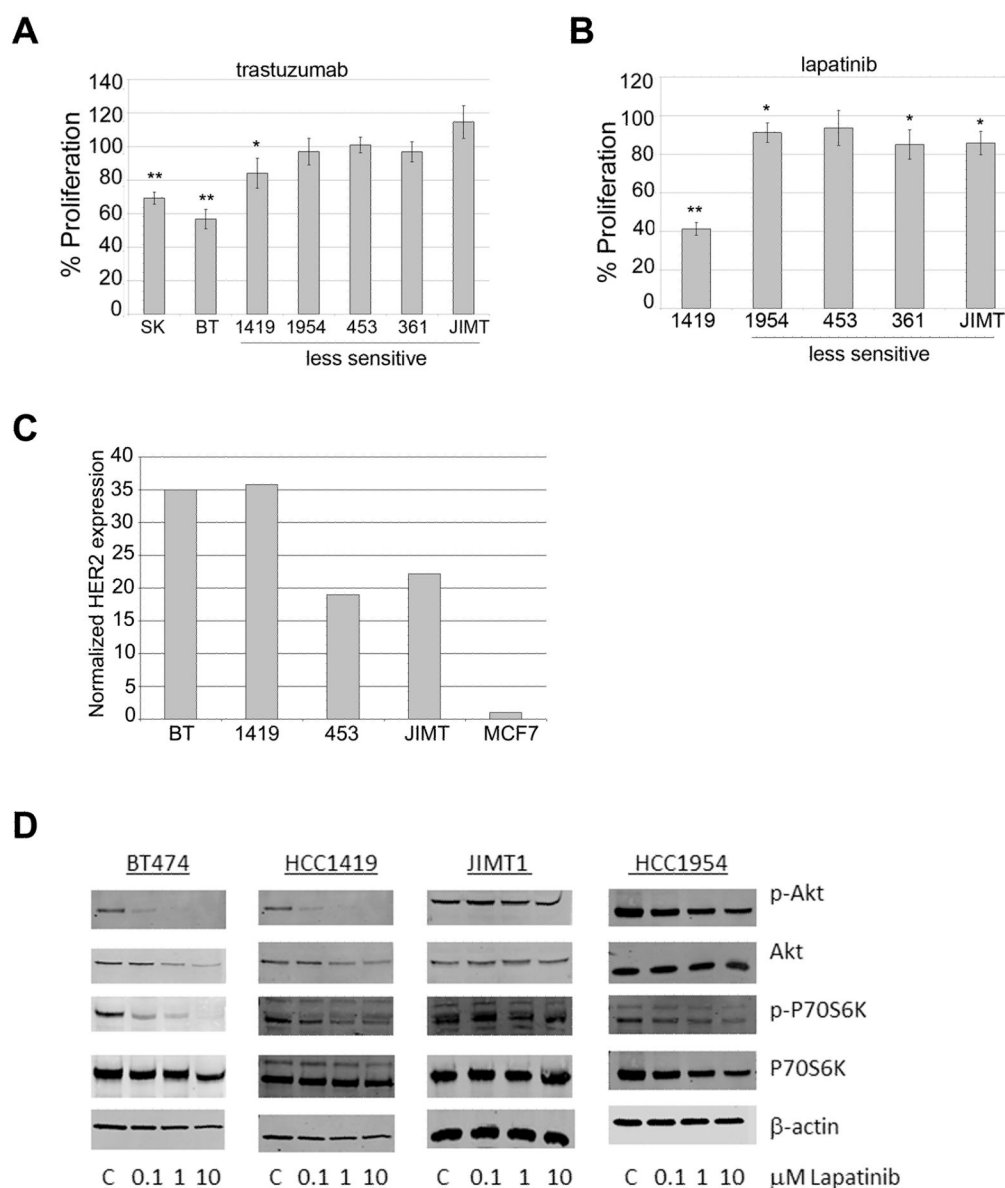 A
trastuzumab
% Proliferation
140
120
100
80
60
40
20
0
** ** *
SK BT 1419 1954 453 361 JIMT
less sensitive
B
lapatinib
% Proliferation
120
100
80
60
40
20
0
** * * *
1419 1954 453 361 JIMT
less sensitive
C
Normalized HER2 expression
40
35
30
25
20
15
10
5
0
BT 1419 453 JIMT MCF7
D
BT474 HCC1419 JIMT1 HCC1954
p-Akt
Akt
p-P70S6K
P70S6K
β-actin
C 0.1 1 10 C 0.1 1 10 C 0.1 1 10 C 0.1 1 10 μM Lapatinib